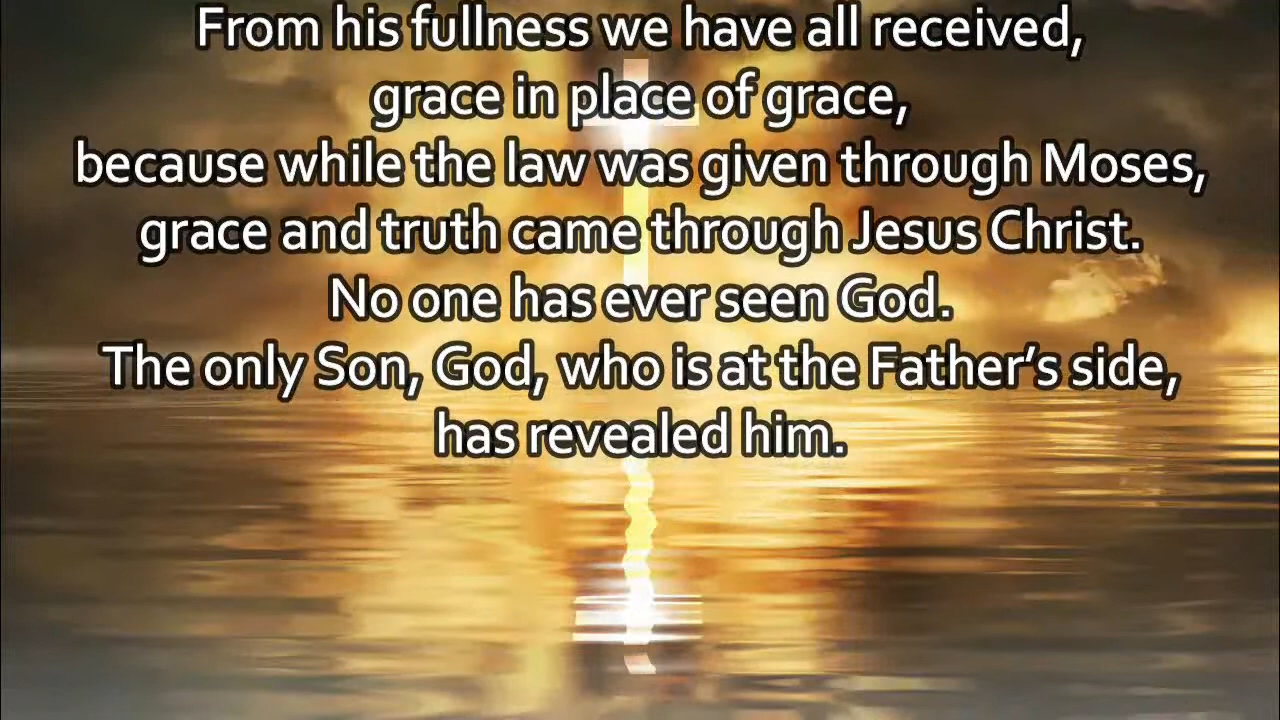 From his fullness we have all received,
grace in place of grace,
because while the law was given through Moses,
grace and truth came through Jesus Christ.
No one has ever seen God.
The only Son, God, who is at the Father’s side,
has revealed him.